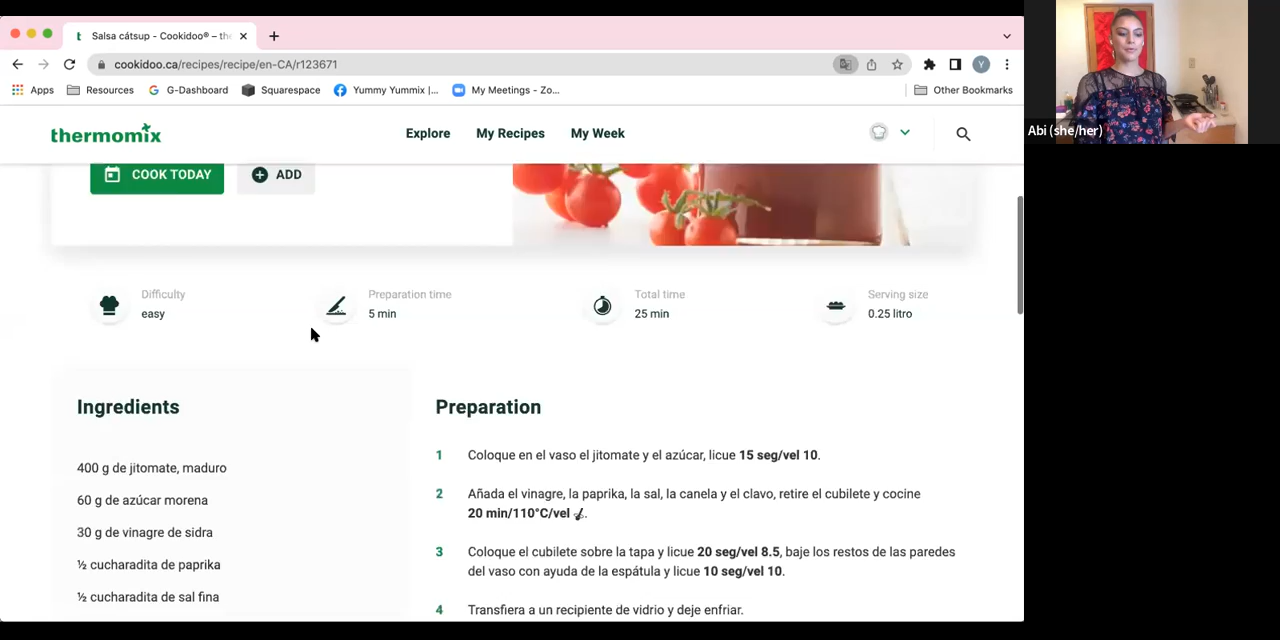 Salsa cátsup - Cookidoo® – the
cookidoo.ca/recipes/recipe/en-CA/r123671
Y
Apps
Resources
G-Dashboard
Squarespace
Yummy Yummix |...
My Meetings - Zo...
Other Bookmarks
thermomix
Explore
My Recipes
My Week
COOK TODAY
ADD
Difficulty
easy
Preparation time
5 min
Total time
25 min
Serving size
0.25 litro
Ingredients
400 g de jitomate, maduro
60 g de azúcar morena
30 g de vinagre de sidra
½ cucharadita de paprika
½ cucharadita de sal fina
Preparation
1 Coloque en el vaso el jitomate y el azúcar, licue 15 seg/vel 10.
2 Añada el vinagre, la paprika, la sal, la canela y el clavo, retire el cubilete y cocine
20 min/110°C/vel .
3 Coloque el cubilete sobre la tapa y licue 20 seg/vel 8.5, baje los restos de las paredes
del vaso con ayuda de la espátula y licue 10 seg/vel 10.
4 Transfiera a un recipiente de vidrio y deje enfriar.
Abi (she/her)